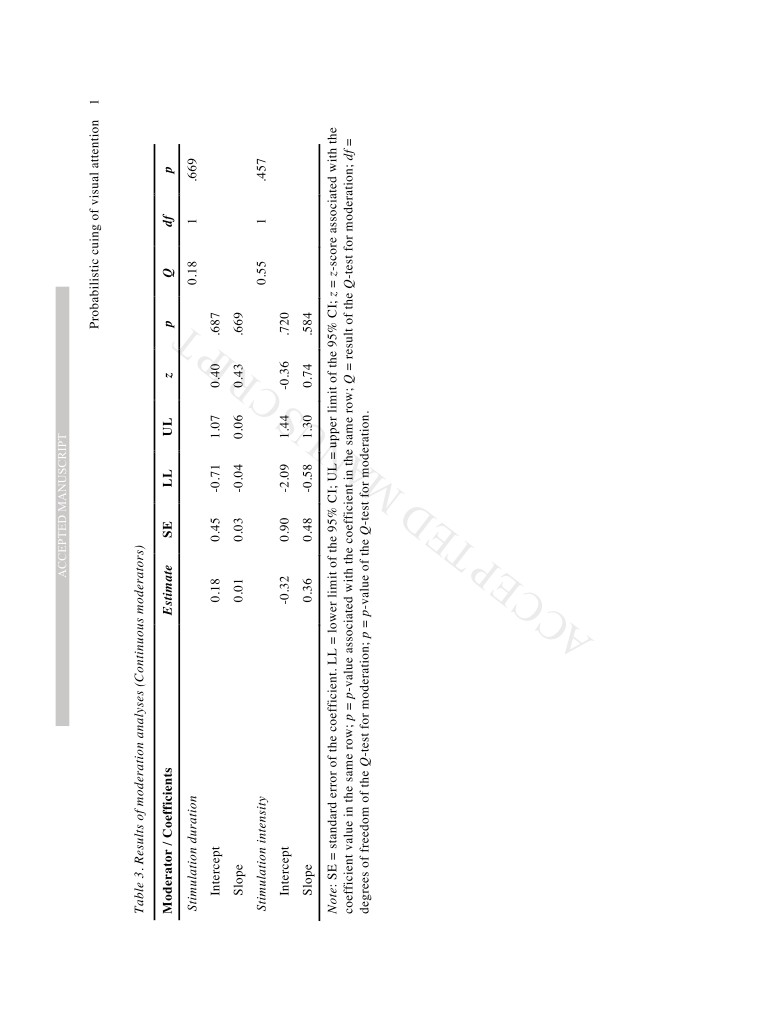 ACCEPTED MANUSCRIPT
Probabilistic cuing of visual attention 1
Table 3. Results of moderation analyses (Continuous moderators)
Moderator / Coefficients Estimate SE LL UL z p Q df p
Stimulation duration 0.18 1 .669
Intercept 0.18 0.45 -0.71 1.07 0.40 .687
Slope 0.01 0.03 -0.04 0.06 0.43 .669
Stimulation intensity 0.55 1 .457
Intercept -0.32 0.90 -2.09 1.44 -0.36 .720
Slope 0.36 0.48 -0.58 1.30 0.74 .584
Note: SE = standard error of the coefficient. LL = lower limit of the 95% CI; UL = upper limit of the 95% CI; z = z-score associated with the
coefficient value in the same row; p = p-value associated with the coefficient in the same row; Q = result of the Q-test for moderation; df =
degrees of freedom of the Q-test for moderation; p = p-value of the Q-test for moderation.
ACCEPTED MANUSCRIPT